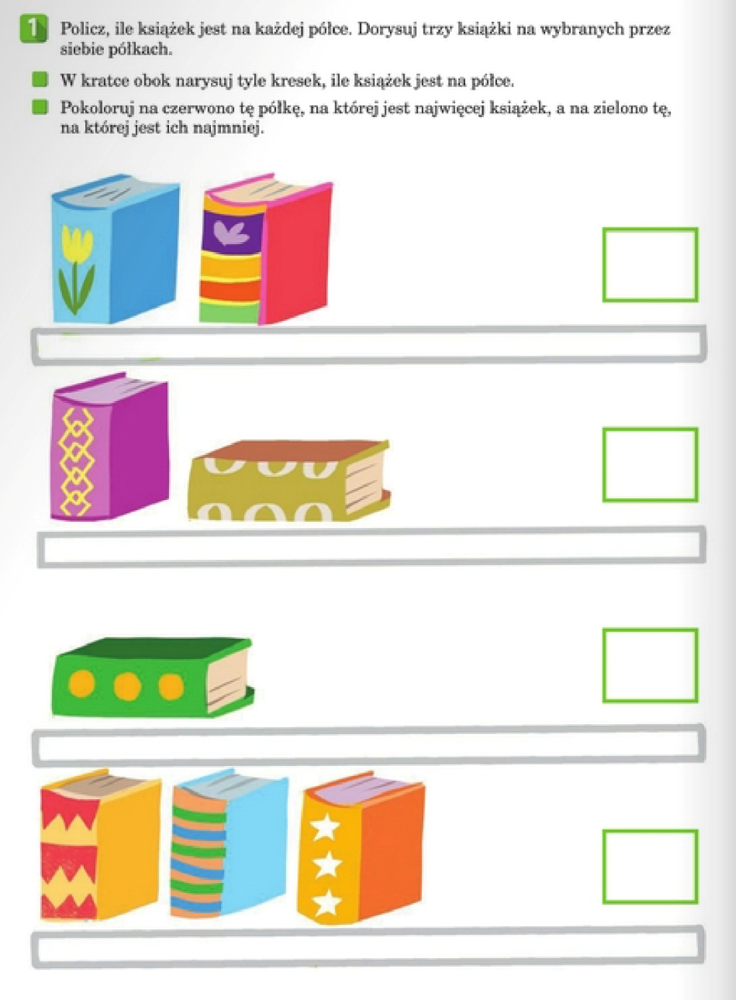 1 Policz, ile książek jest na każdej półce. Dorysuj trzy książki na wybranych przez
siebie półkach.
W kratce obok narysuj tyle kresek, ile książek jest na półce.
Pokoloruj na czerwono tę półkę, na której jest najwięcej książek, a na zielono tę,
na której jest ich najmniej.